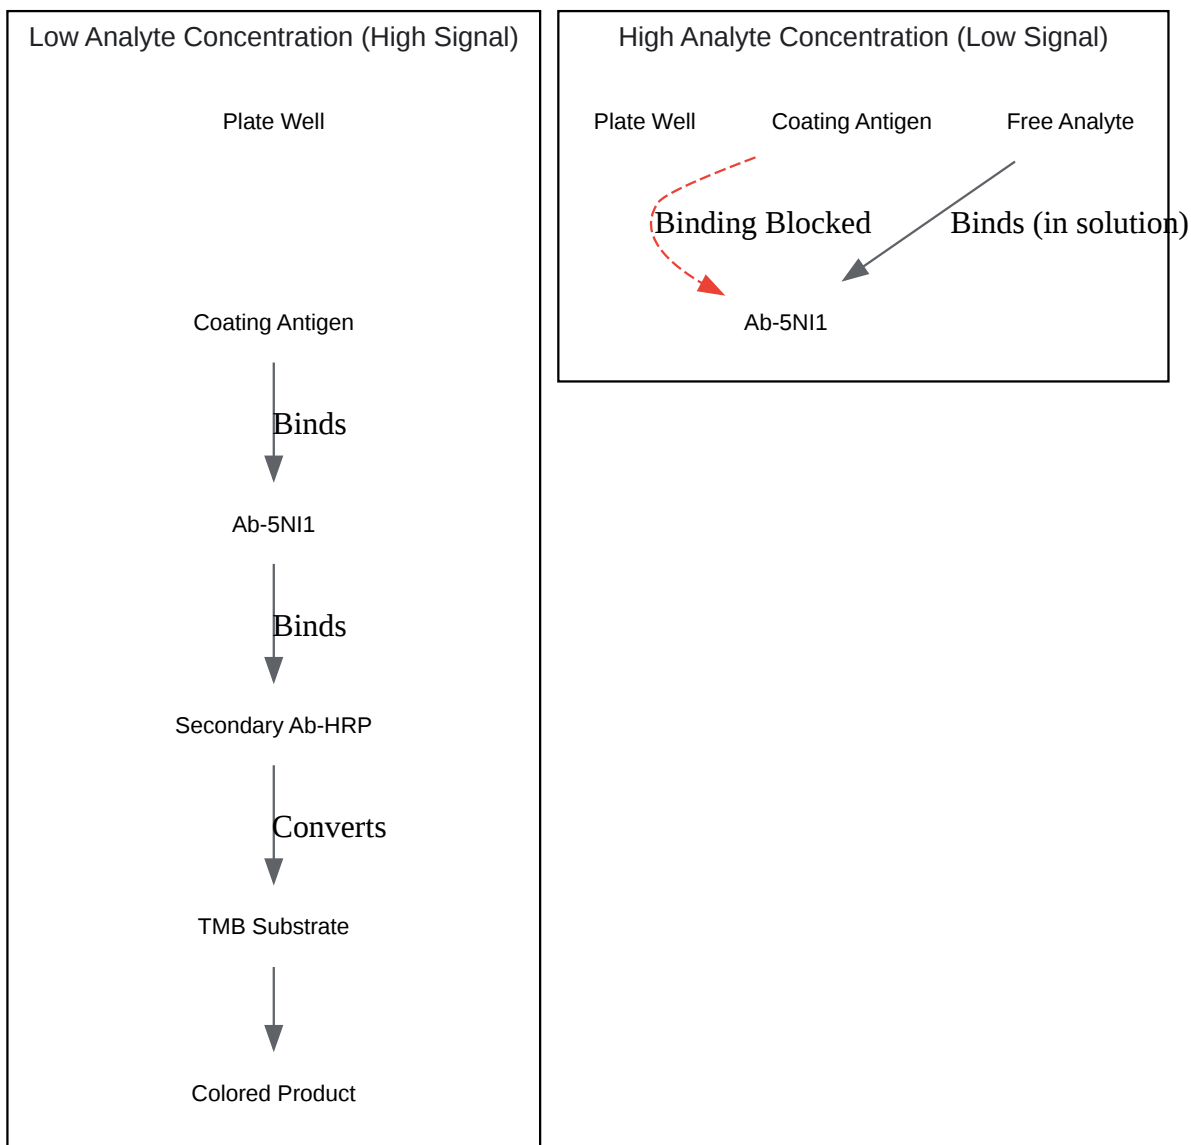 Low Analyte Concentration (High Signal)
Plate Well
Coating Antigen
Binds
Ab-5NI1
Binds
Secondary Ab-HRP
Converts
TMB Substrate
Colored Product
High Analyte Concentration (Low Signal)
Plate Well
Coating Antigen
Free Analyte
Binding Blocked
Binds (in solution)
Ab-5NI1